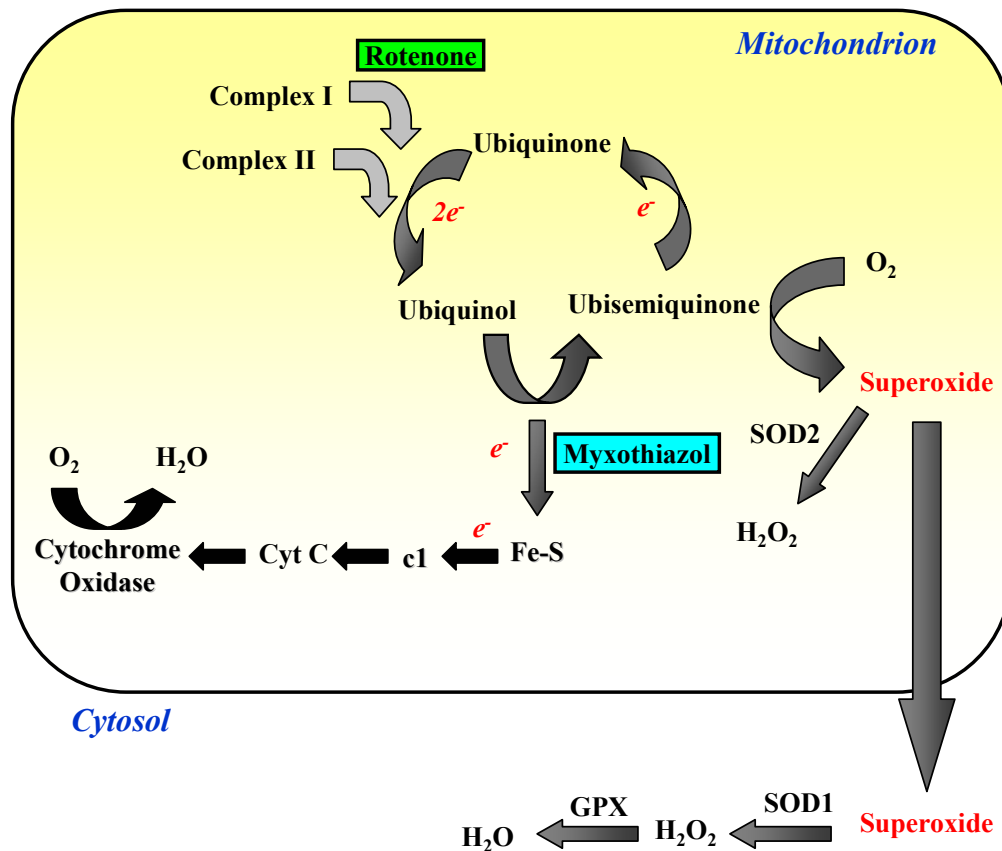 Mitochondrion
Rotenone
Complex I
Complex II
Ubiquinone
2e-
e-
O2
Ubiquinol
Ubisemiquinone
Superoxide
SOD2
e-
Myxothiazol
O2
H2O
H2O2
e-
Cytochrome
Oxidase
Cyt C
c1
Fe-S
Cytosol
GPX
SOD1
H2O
H2O2
Superoxide